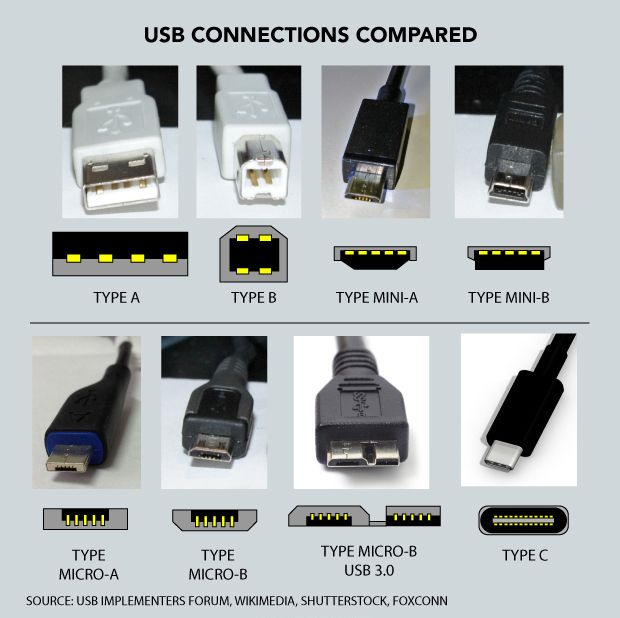 USB CONNECTIONS COMPARED
TYPE A
TYPE B
TYPE MINI-A
TYPE MINI-B
TYPE
MICRO-A
TYPE
MICRO-B
TYPE MICRO-B
USB 3.0
TYPE C
SOURCE: USB IMPLEMENTERS FORUM, WIKIMEDIA, SHUTTERSTOCK, FOXCONN